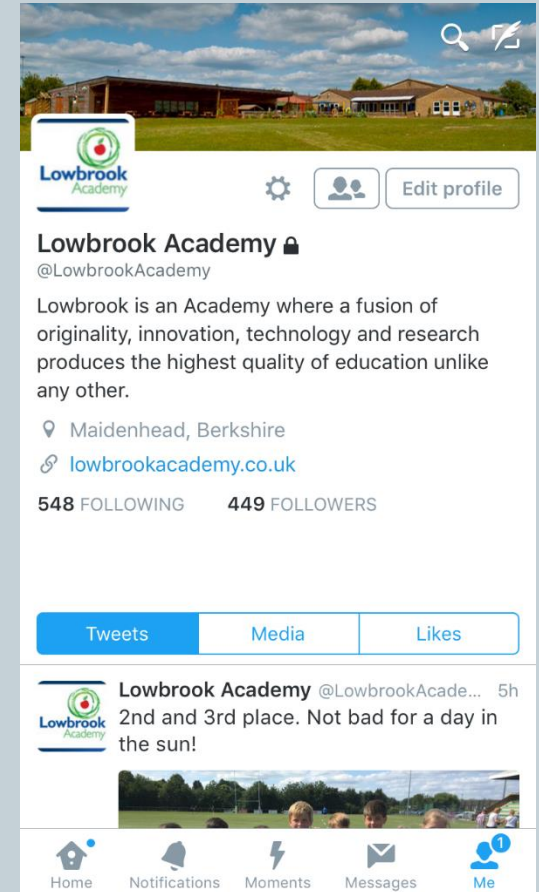 Lowbrook
Academy
Edit profile
Lowbrook Academy
@LowbrookAcademy
Lowbrook is an Academy where a fusion of
originality, innovation, technology and research
produces the highest quality of education unlike
any other.
Maidenhead, Berkshire
lowbrookacademy.co.uk
548 FOLLOWING 449 FOLLOWERS
Tweets Media Likes
Lowbrook Academy @LowbrookAcade... 5h
Lowbrook
Academy
2nd and 3rd place. Not bad for a day in
the sun!
1
Home Notifications Moments Messages Me